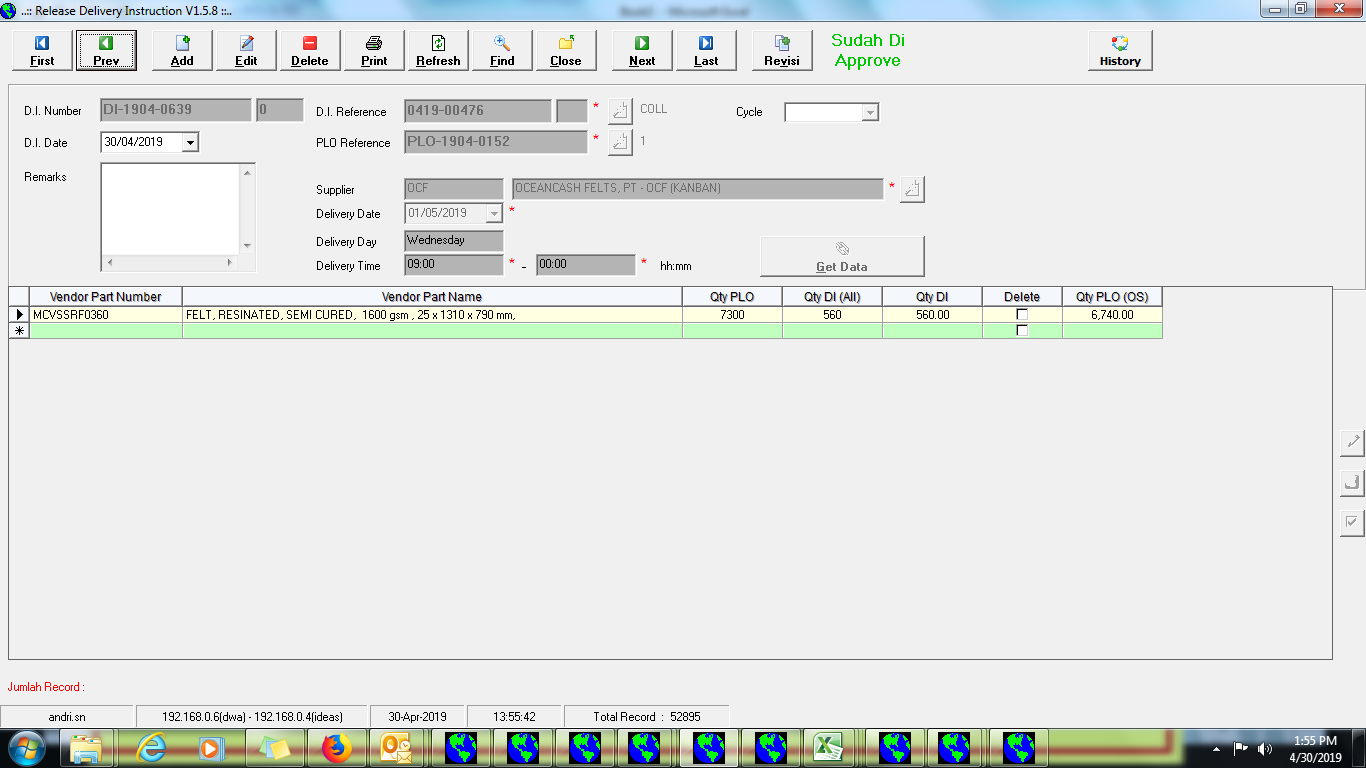 ..:: Release Delivery Instruction V1.5.8 ::..
First Prev Add Edit Delete Print Refresh Find Close Next Last Revisi Sudah Di Approve History
D.I. Number DI-1904-0639 0 D.I. Reference 0419-00476 * COLL Cycle
D.I. Date 30/04/2019 PLO Reference PLO-1904-0152 * 1
Remarks
Supplier OCF OCEANCASH FELTS, PT - OCF (KANBAN) *
Delivery Date 01/05/2019 *
Delivery Day Wednesday
Delivery Time 09:00 * - 00:00 * hh:mm
Get Data
Vendor Part Number Vendor Part Name Qty PLO Qty DI (All) Qty DI Delete Qty PLO (OS)
MCVSSRF0360 FELT, RESINATED, SEMI CURED, 1600 gsm , 25 x 1310 x 790 mm, 7300 560 560.00 6,740.00
Jumlah Record :
andri.sn 192.168.0.6(dwa) - 192.168.0.4(ideas) 30-Apr-2019 13:55:42 Total Record : 52895
1:55 PM
4/30/2019